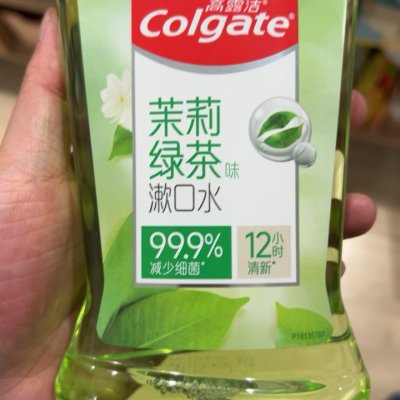 高露洁®
Colgate®
茉莉
绿茶味
漱口水
99.9%
减少细菌*
12小时
清新*
P18135767